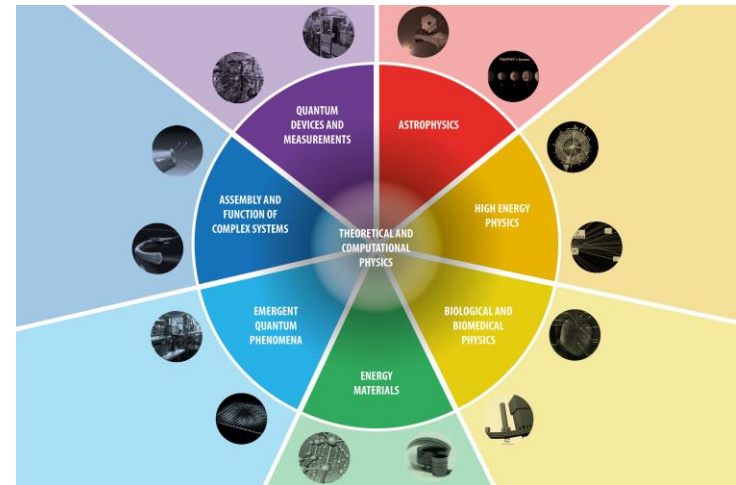 QUANTUM
DEVICES AND
MEASUREMENTS
ASTROPHYSICS
ASSEMBLY AND
FUNCTION OF
COMPLEX SYSTEMS
HIGH ENERGY
PHYSICS
THEORETICAL AND
COMPUTATIONAL
PHYSICS
EMERGENT
QUANTUM
PHENOMENA
BIOLOGICAL AND
BIOMEDICAL
PHYSICS
ENERGY
MATERIALS